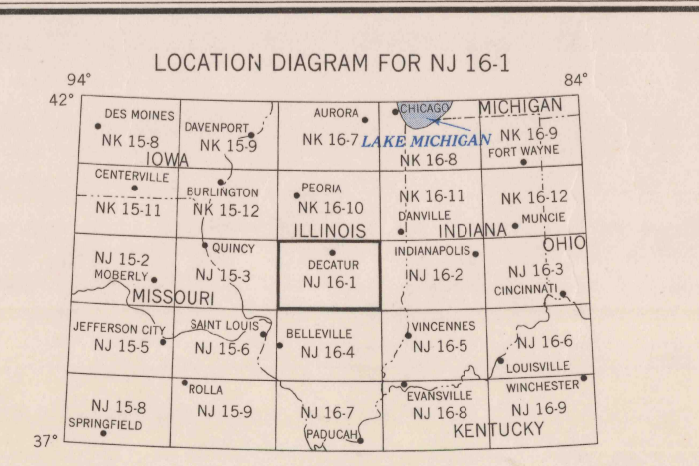 LOCATION DIAGRAM FOR NJ 16-1
94°
84°
42°
DES MOINES
NK 15-8
DAVENPORT
NK 15-9
IOWA
AURORA
NK 16-7
CHICAGO
LAKE MICHIGAN
NK 16-8
MICHIGAN
NK 16-9
FORT WAYNE
CENTERVILLE
NK 15-11
BURLINGTON
NK 15-12
PEORIA
NK 16-10
ILLINOIS
NK 16-11
DANVILLE
INDIANA
NK 16-12
MUNCIE
OHIO
NJ 15-2
MOBERLY
MISSOURI
QUINCY
NJ 15-3
DECATUR
NJ 16-1
INDIANAPOLIS
NJ 16-2
NJ 16-3
CINCINNATI
JEFFERSON CITY
NJ 15-5
SAINT LOUIS
NJ 15-6
BELLEVILLE
NJ 16-4
VINCENNES
NJ 16-5
NJ 16-6
LOUISVILLE
NJ 15-8
SPRINGFIELD
ROLLA
NJ 15-9
NJ 16-7
PADUCAH
EVANSVILLE
NJ 16-8
WINCHESTER
NJ 16-9
KENTUCKY
37°